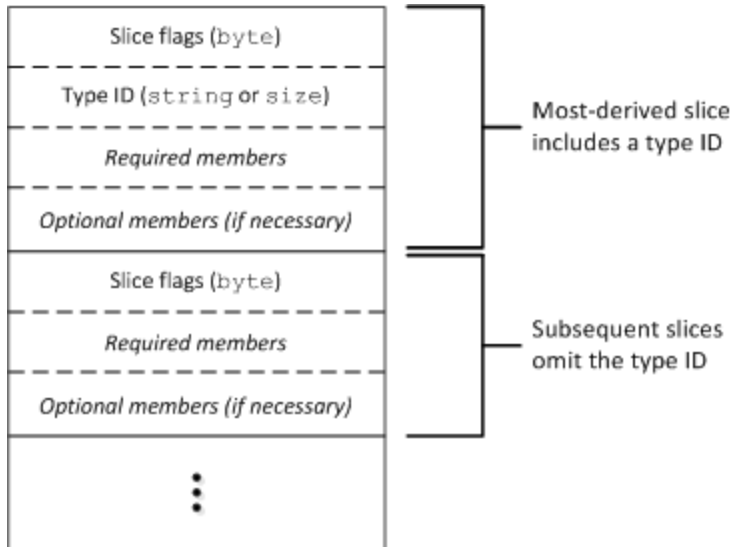 Slice flags (byte)
Type ID (string or size)
Required members
Optional members (if necessary)
Slice flags (byte)
Required members
Optional members (if necessary)
Most-derived slice
includes a type ID
Subsequent slices
omit the type ID